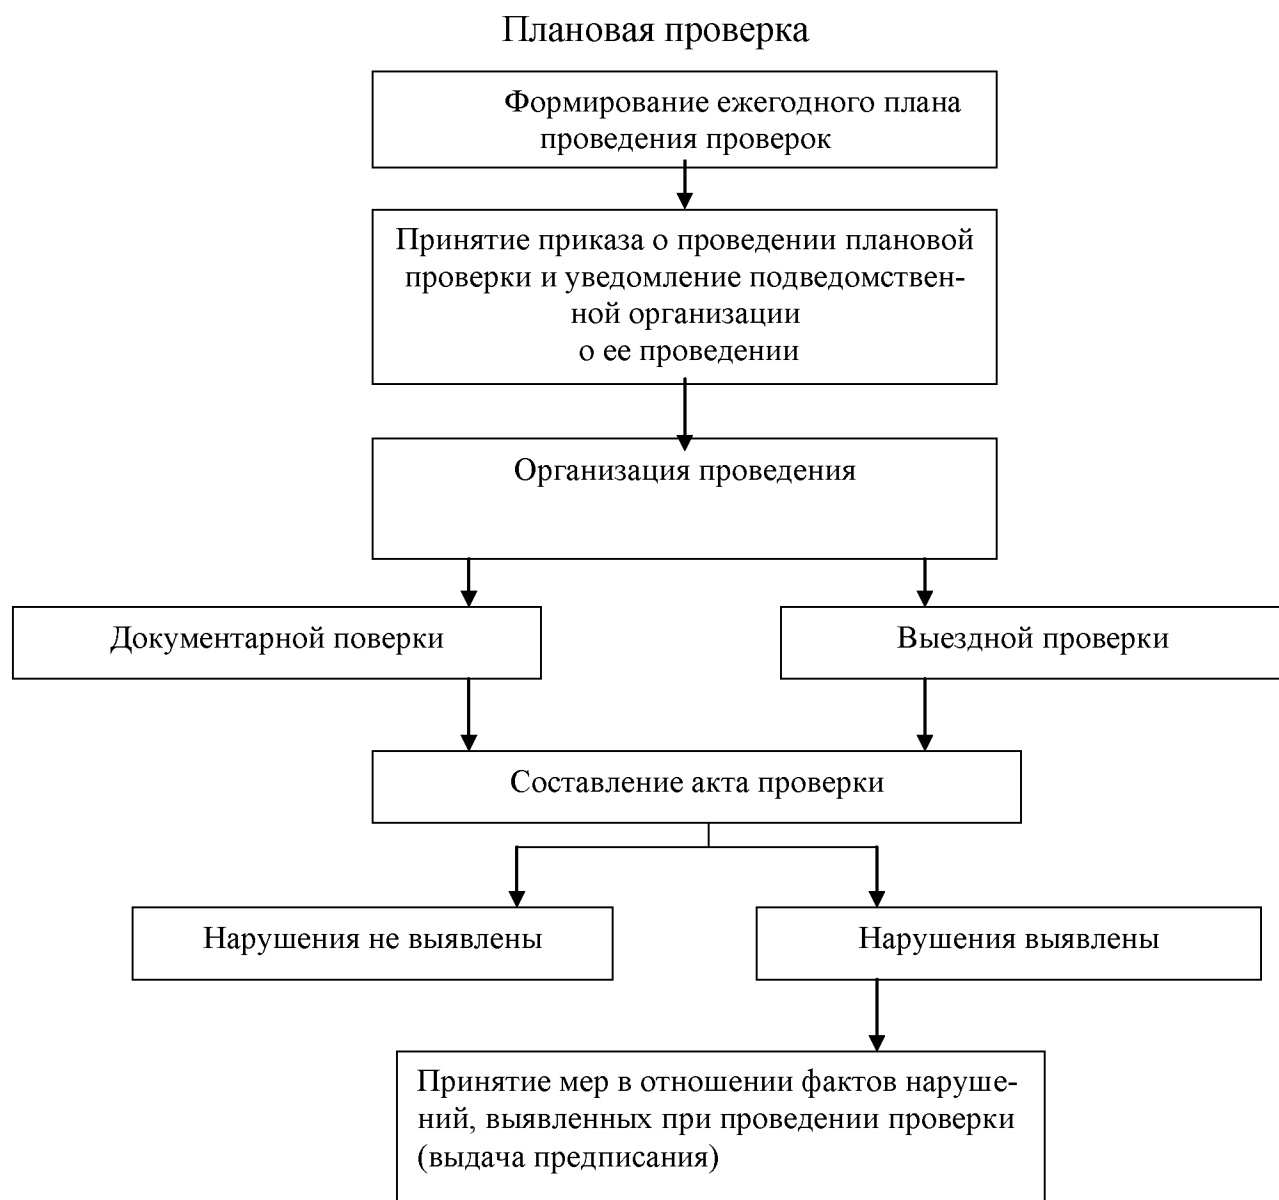 Плановая проверка
Формирование ежегодного плана
проведения проверок
Принятие приказа о проведении плановой
проверки и уведомление подведомствен-
ной организации
о ее проведении
Организация проведения
Документарной поверки
Выездной проверки
Составление акта проверки
Нарушения не выявлены
Нарушения выявлены
Принятие мер в отношении фактов наруше-
ний, выявленных при проведении проверки
(выдача предписания)